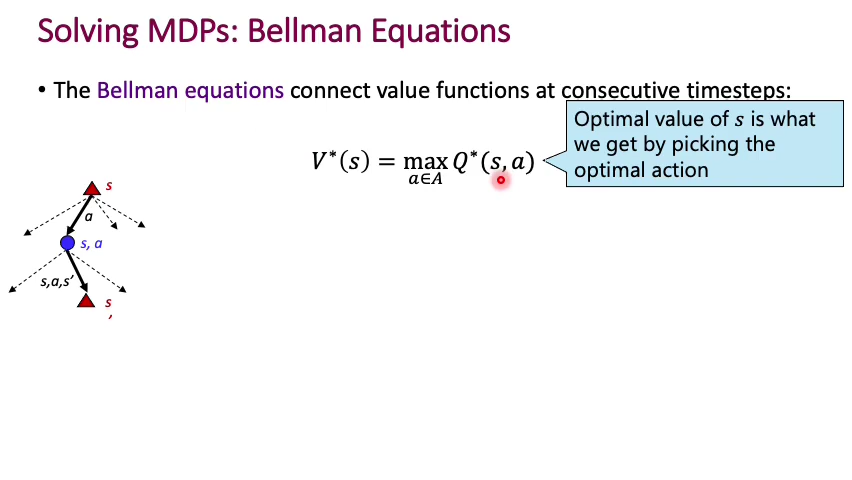 Solving MDPs: Bellman Equations
• The Bellman equations connect value functions at consecutive timesteps:
Optimal value of s is what
we get by picking the
optimal action
V*(s) = max Q*(s, a)
a∈A
s
a
s, a
s,a,s’
s
’